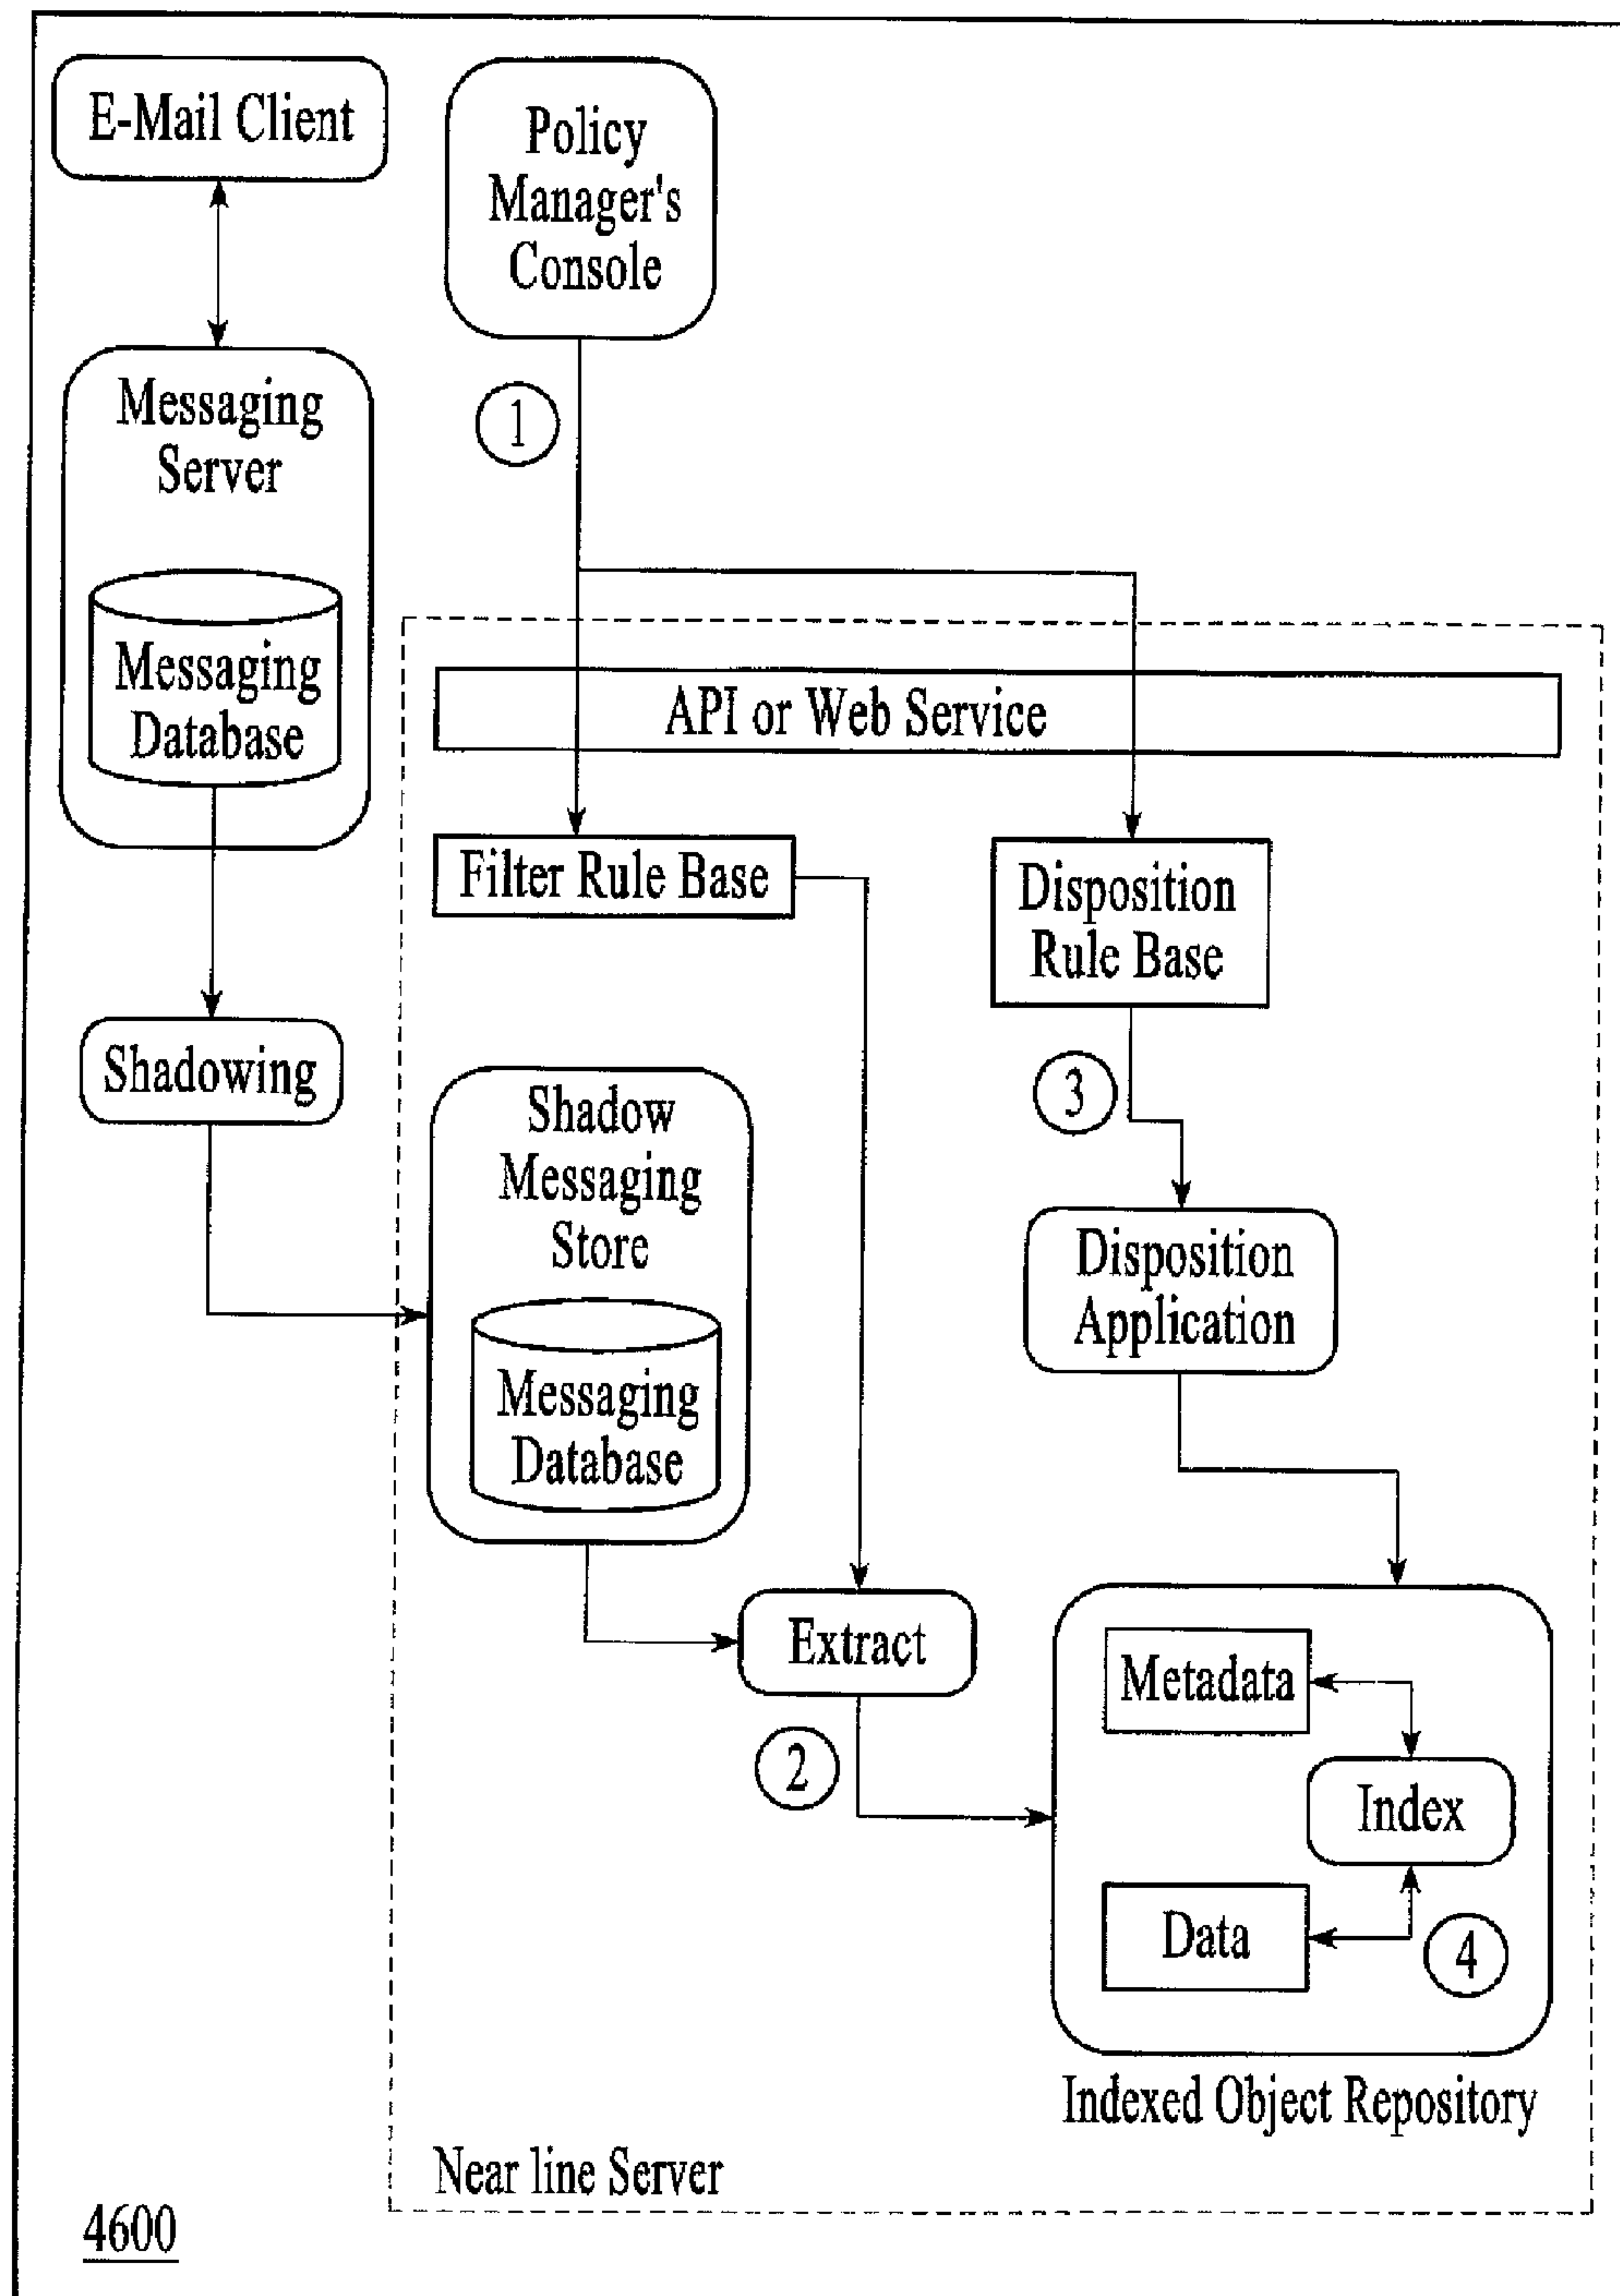 E-Mail Client
Policy
Manager's
Console
1
Messaging
Server
Messaging
Database
API or Web Service
Filter Rule Base
Disposition
Rule Base
Shadowing
3
Shadow
Messaging
Store
Messaging
Database
Disposition
Application
Extract
2
Metadata
Index
Data
4
Indexed Object Repository
Near line Server
4600